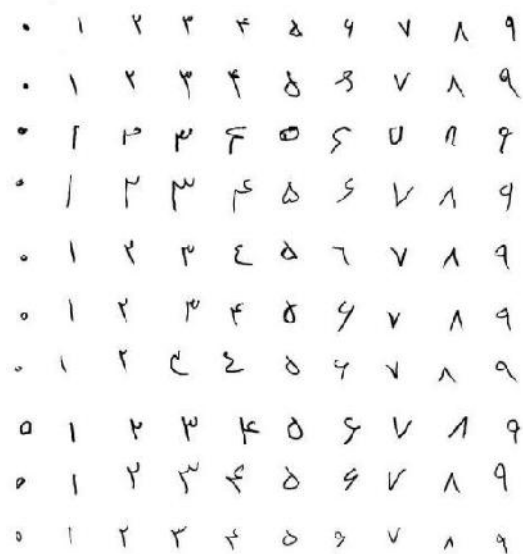 ۰ ۱ ۲ ۳ ۴ ۵ ۶ ۷ ۸ ۹
۰ ۱ ۲ ۳ ۴ ۵ ۶ ۷ ۸ ۹
۰ ۱ ۲ ۳ ۴ ۵ ۶ ۷ ۸ ۹
۰ ۱ ۲ ۳ ۴ ۵ ۶ ۷ ۸ ۹
۰ ۱ ۲ ۳ ٤ ۵ ٦ ۷ ۸ ۹
۰ ۱ ۲ ۳ ۴ ۵ ۶ ۷ ۸ ۹
۰ ۱ ۲ ۳ ٤ ۵ ۶ ۷ ۸ ۹
۰ ۱ ۲ ۳ ۴ ۵ ۶ ۷ ۸ ۹
۰ ۱ ۲ ۳ ۴ ۵ ۶ ۷ ۸ ۹
۰ ۱ ۲ ۳ ۴ ۵ ۶ ۷ ۸ ۹